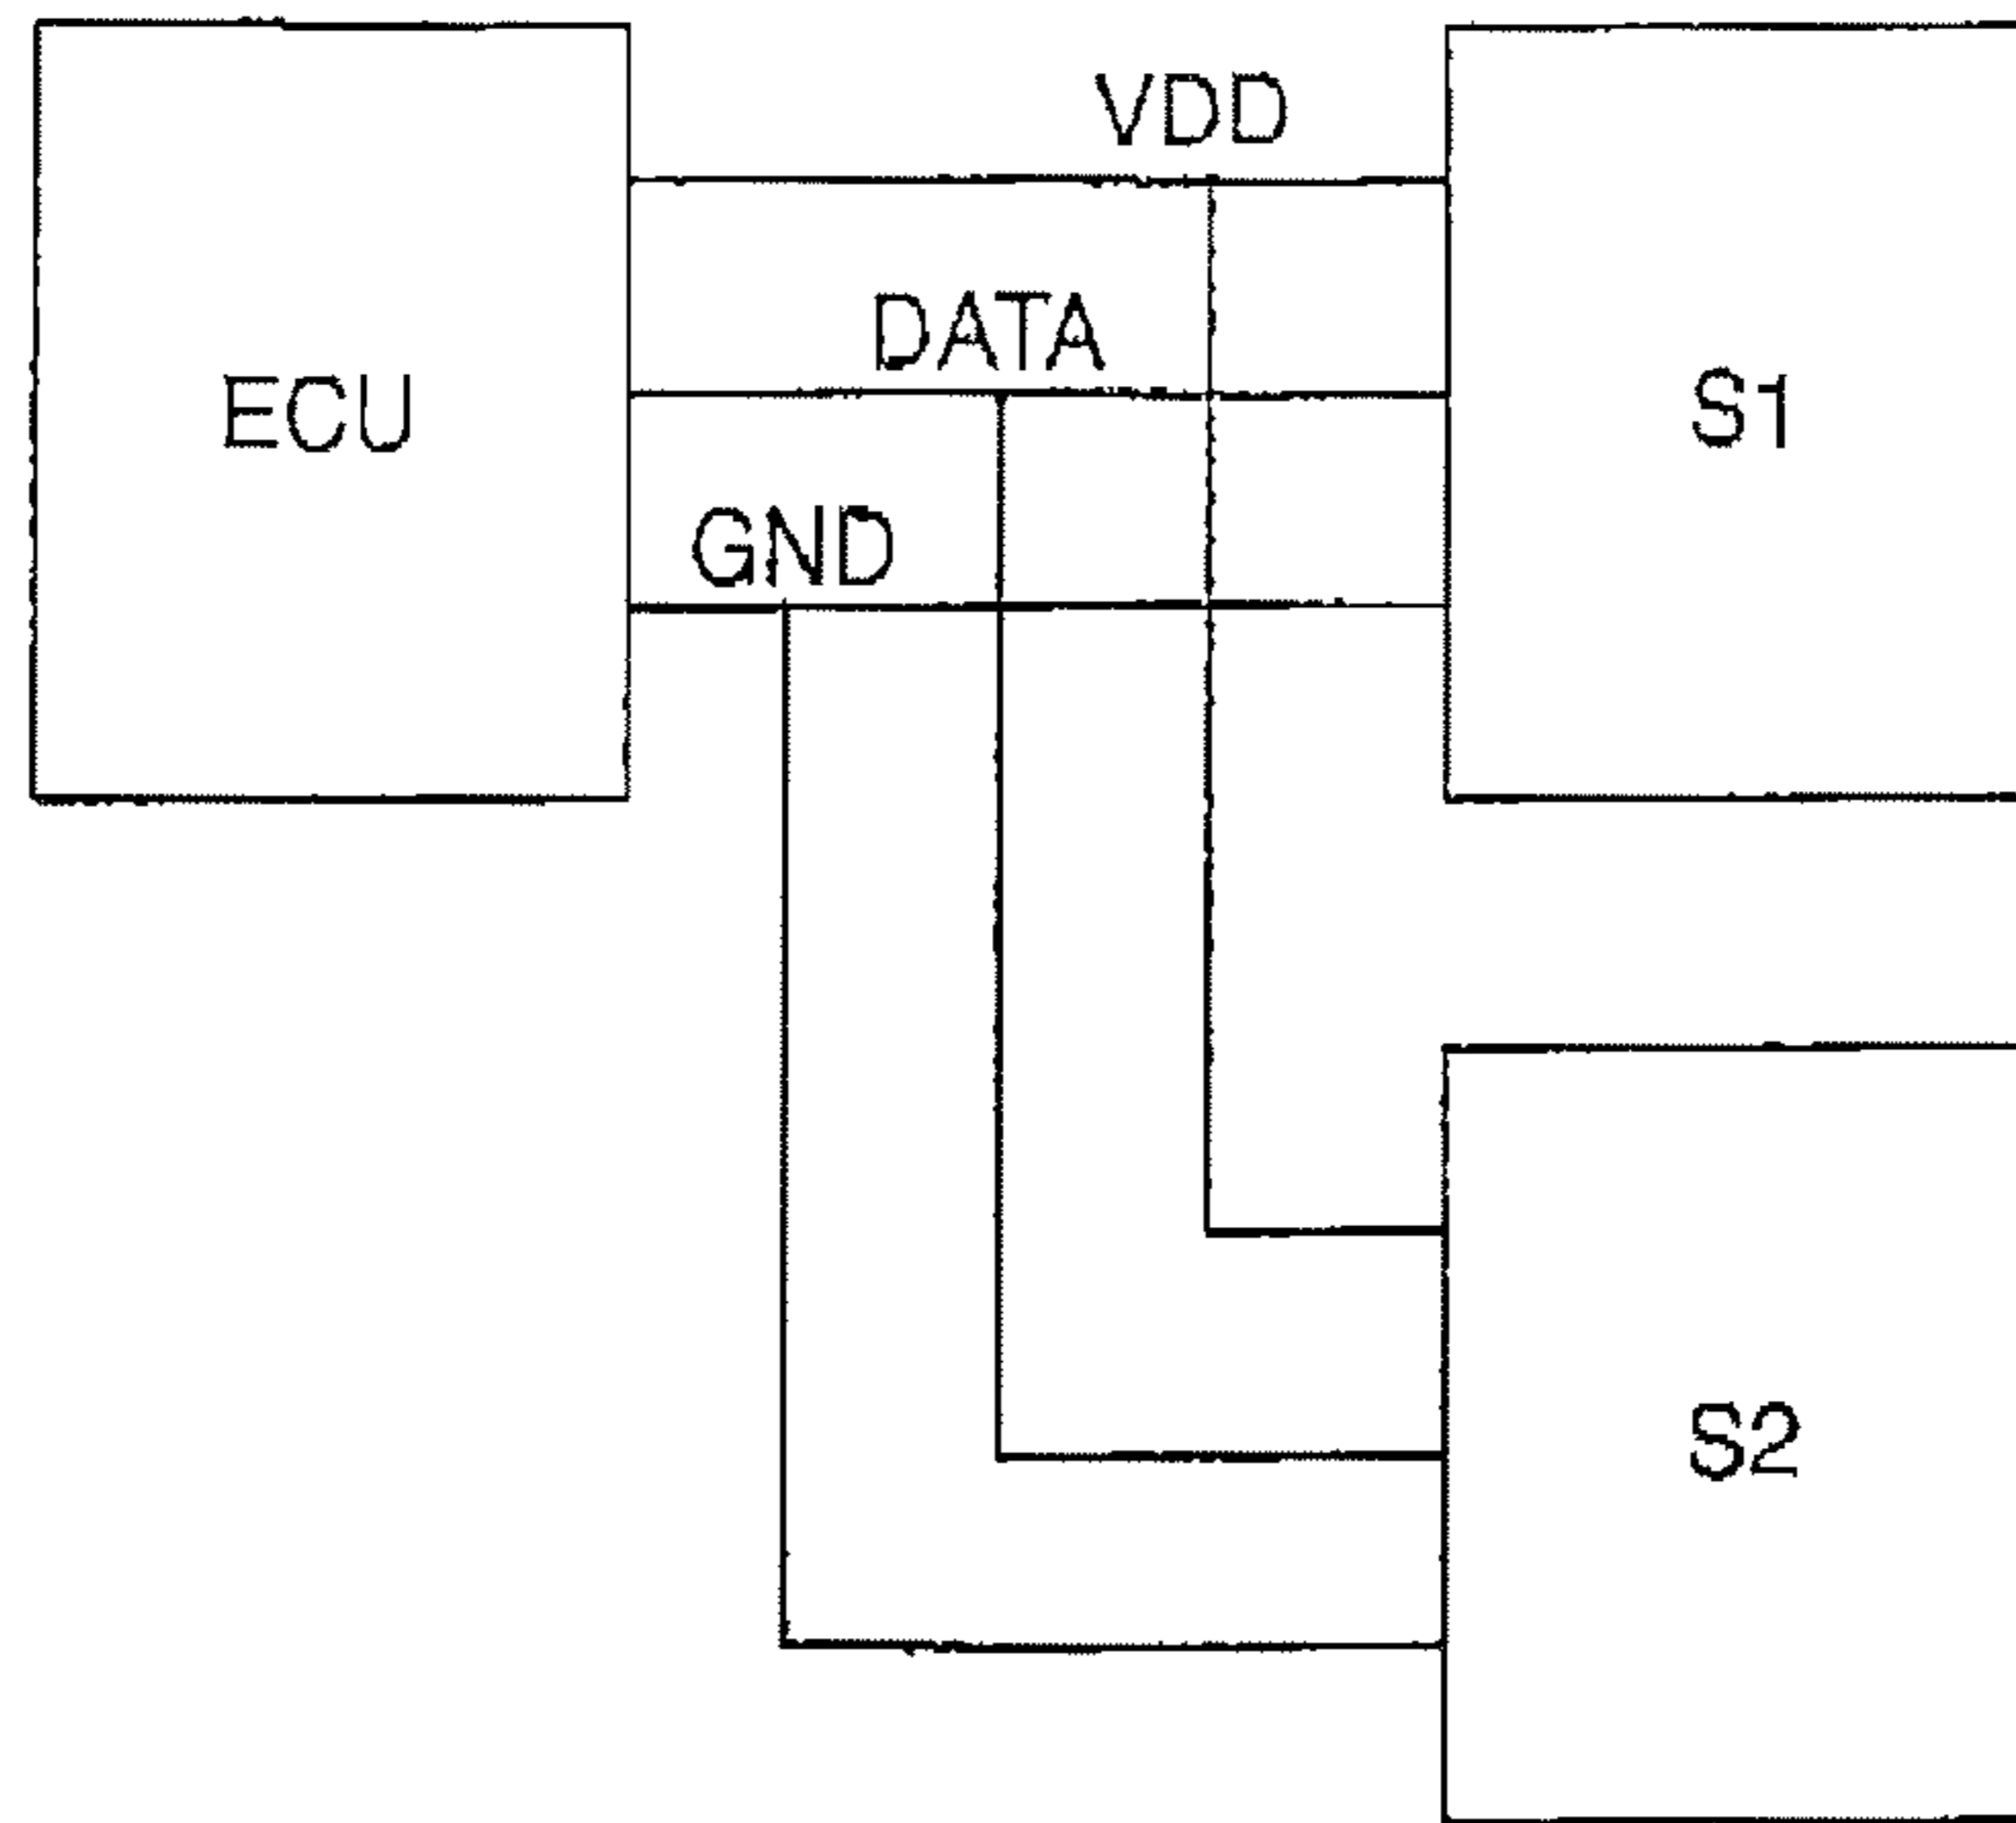 VDD
DATA
ECU
S1
GND
S2